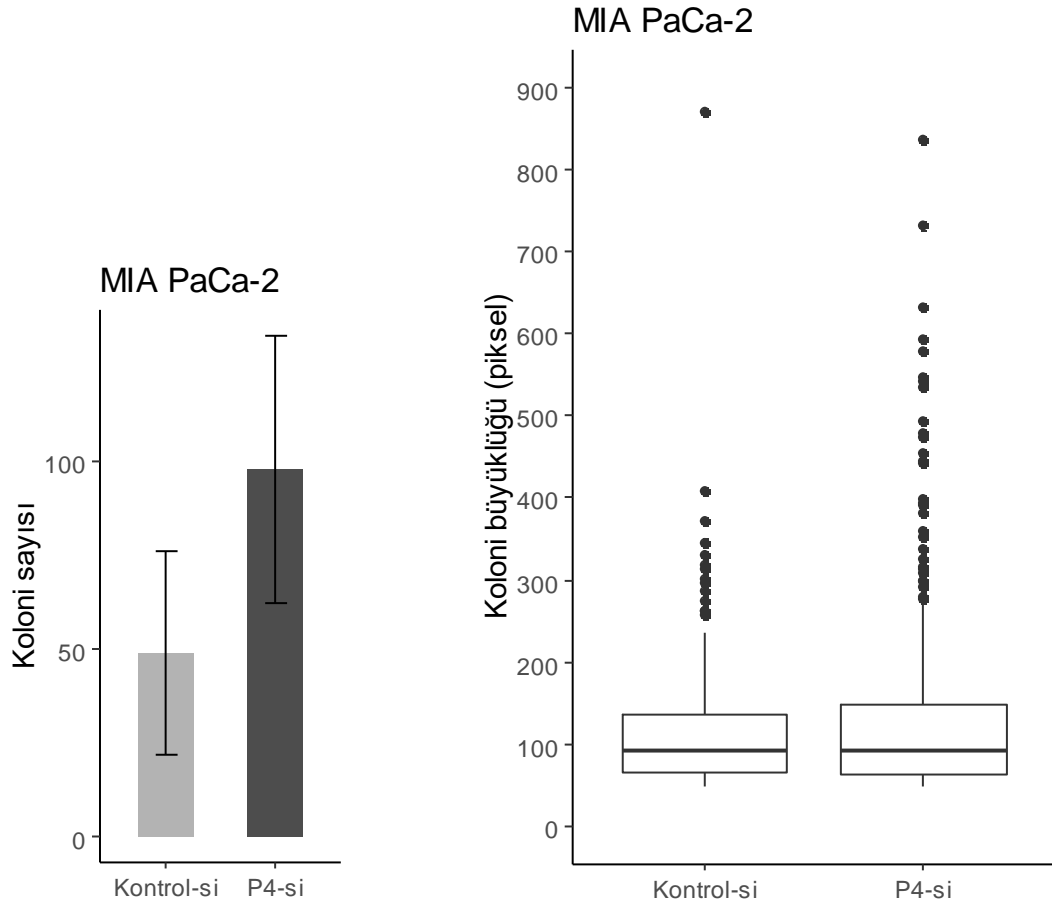 MIA PaCa-2
Koloni sayısı
100
50
0
Kontrol-si P4-si
MIA PaCa-2
Koloni büyüklüğü (piksel)
900
800
700
600
500
400
300
200
100
0
Kontrol-si P4-si